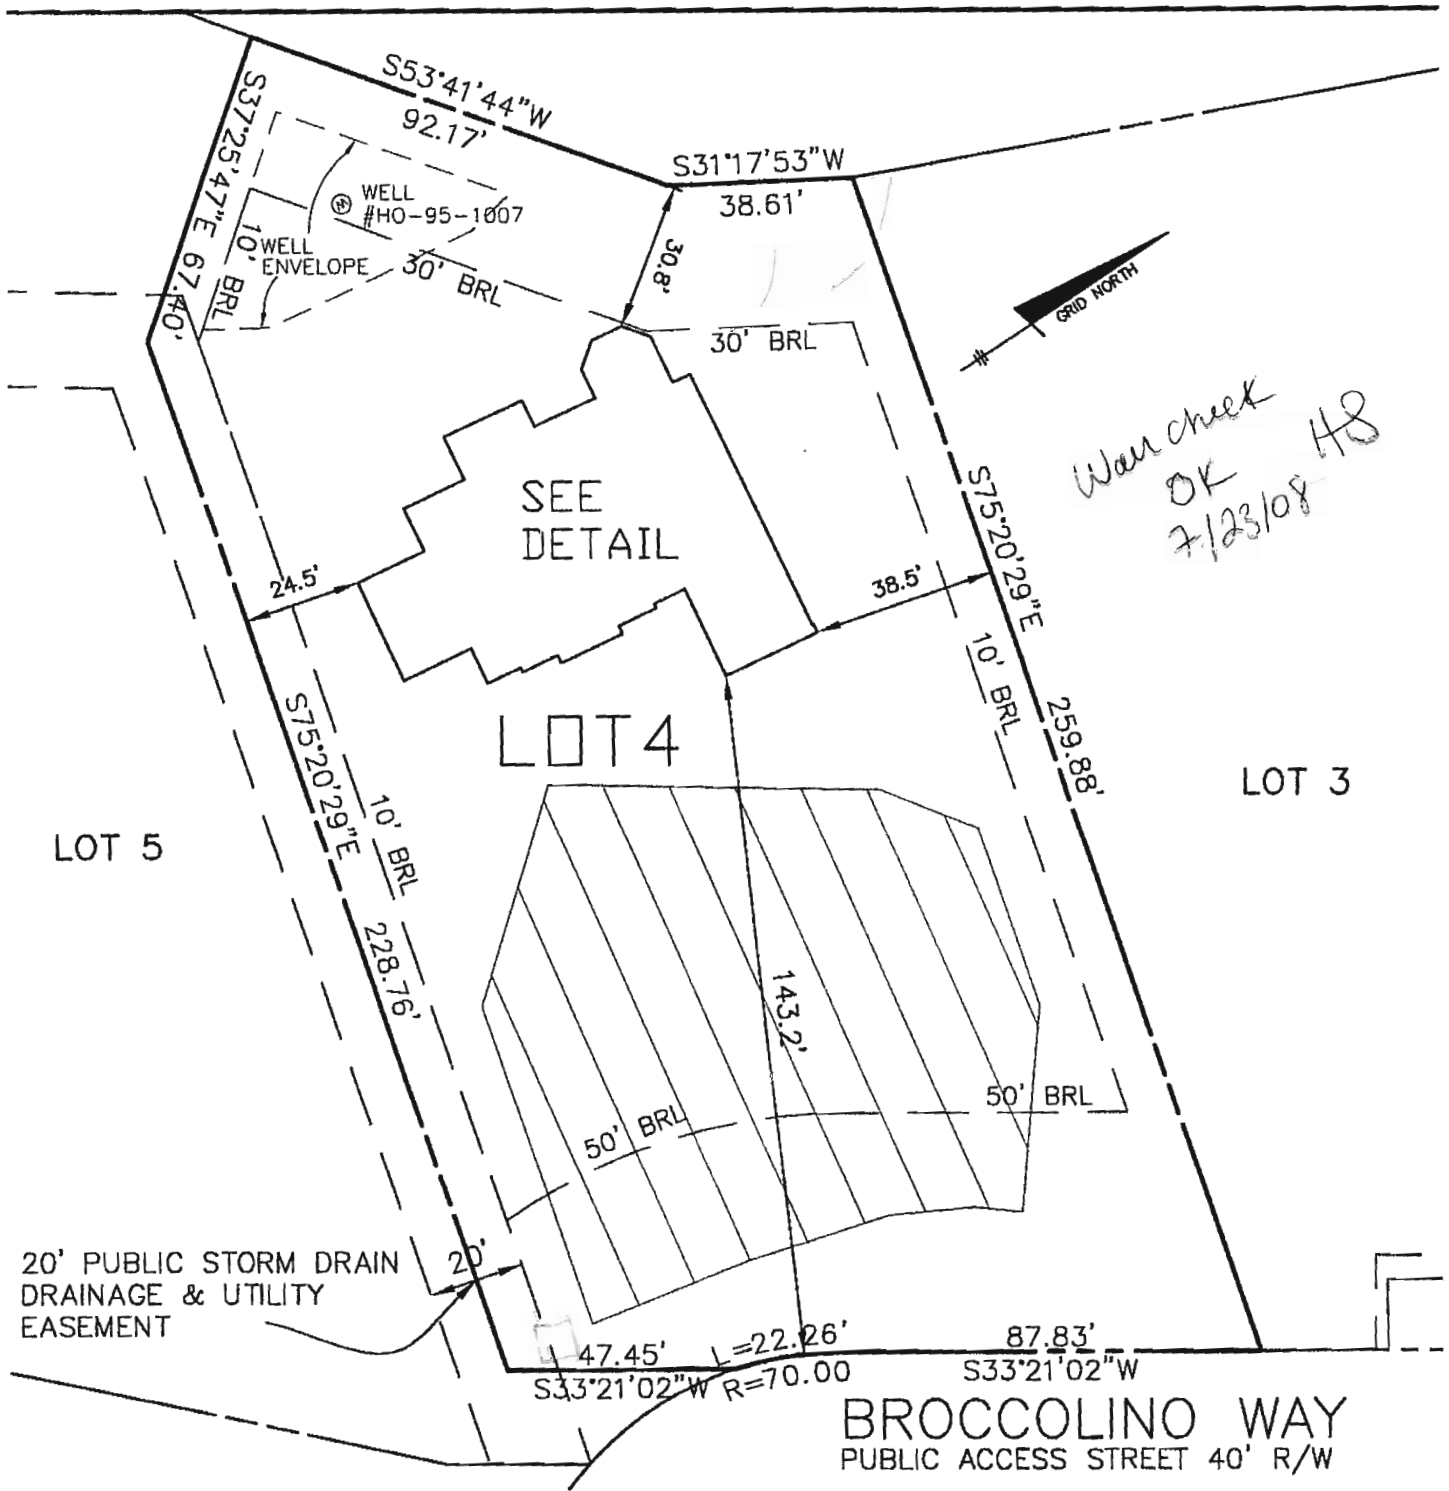 S53°41'44"W
92.17'
S31°17'53"W
38.61'
S37°25'47"E 67.40'
WELL
#HO-95-1007
10' BRL
WELL
ENVELOPE
30' BRL
30.8'
30' BRL
GRID NORTH
Wall check
OK HS
7/23/08
SEE
DETAIL
24.5'
38.5'
S75°20'29"E
259.88'
10' BRL
LOT 4
S75°20'29"E
228.76'
10' BRL
LOT 5
LOT 3
143.2'
50' BRL
50' BRL
20' PUBLIC STORM DRAIN
DRAINAGE & UTILITY
EASEMENT
20'
47.45'
S33°21'02"W
L=22.26'
R=70.00
87.83'
S33°21'02"W
BROCCOLINO WAY
PUBLIC ACCESS STREET 40' R/W